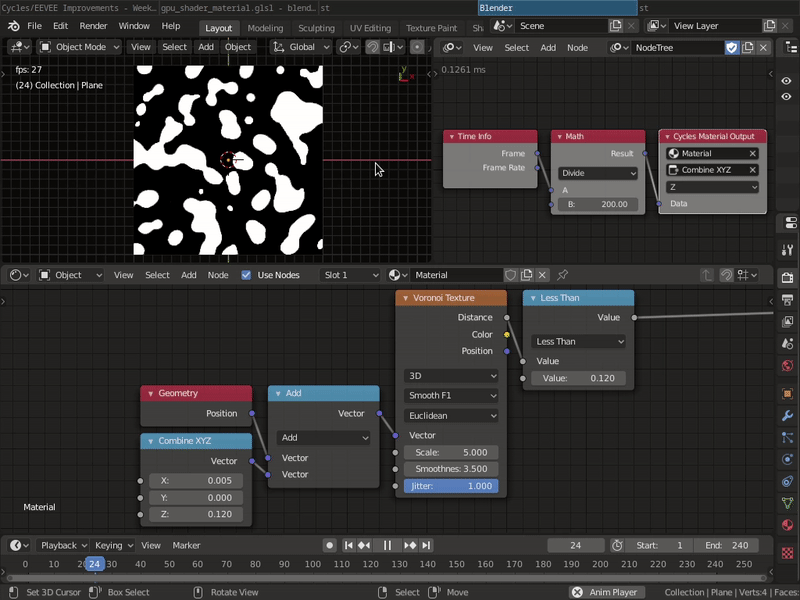 Cycles/EEVEE Improvements - Week... gpu_shader_material.glsl - blend... st Blender st
File Edit Render Window Help Layout Modeling Sculpting UV Editing Texture Paint Sh Scene View Layer
Object Mode View Select Add Object Global View Select Add Node NodeTree
fps: 27
(24) Collection | Plane
Y
0.1261 ms
Time Info
Frame
Frame Rate
Math
Result
Divide
A
B: 200.00
Cycles Material Output
Material
Combine XYZ
Z
Data
Object View Select Add Node Use Nodes Slot 1 Material
Voronoi Texture
Distance
Color
Position
3D
Smooth F1
Euclidean
Vector
Scale: 5.000
Smoothnes: 3.500
Jitter: 1.000
Less Than
Value
Less Than
Value
Value: 0.120
Geometry
Position
Add
Vector
Add
Vector
Vector
Combine XYZ
Vector
X: 0.005
Y: 0.000
Z: 0.120
Material
Playback Keying View Marker 24 Start: 1 End: 240
0 10 20 24 30 40 50 60 70 80 90 100 110 120 130 140 150 160 170 180 190 200 210 220 230 240 250
Set 3D Cursor Box Select Rotate View Select Move Anim Player Collection | Plane | Verts:4 | Faces: